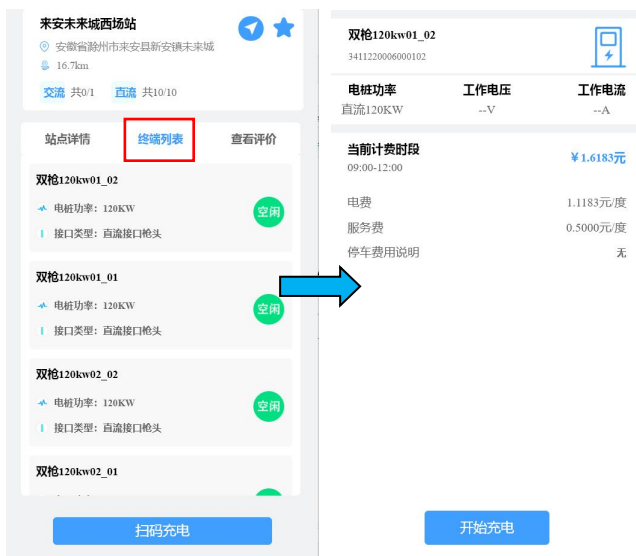 来安未来城西场站
安徽省滁州市来安县新安镇未来城
16.7km
交流 共0/1 直流 共10/10
站点详情 终端列表 查看评价
双枪120kw01_02
电桩功率：120KW
接口类型：直流接口枪头
空闲
双枪120kw01_01
电桩功率：120KW
接口类型：直流接口枪头
空闲
双枪120kw02_02
电桩功率：120KW
接口类型：直流接口枪头
空闲
双枪120kw02_01
扫码充电
双枪120kw01_02
3411220006000102
电桩功率 工作电压 工作电流
直流120KW --V --A
当前计费时段
09:00-12:00
￥1.6183元
电费 1.1183元/度
服务费 0.5000元/度
停车费用说明 无
开始充电